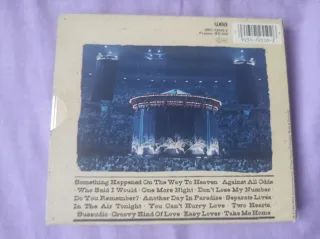 Something Happened On The Way To Heaven · Against All Odds
· Who Said I Would · One More Night · Don't Lose My Number
Do You Remember? · Another Day In Paradise · Separate Lives
In The Air Tonight · You Can't Hurry Love · Two Hearts
Sussudio · Groovy Kind Of Love · Easy Lover · Take Me Home